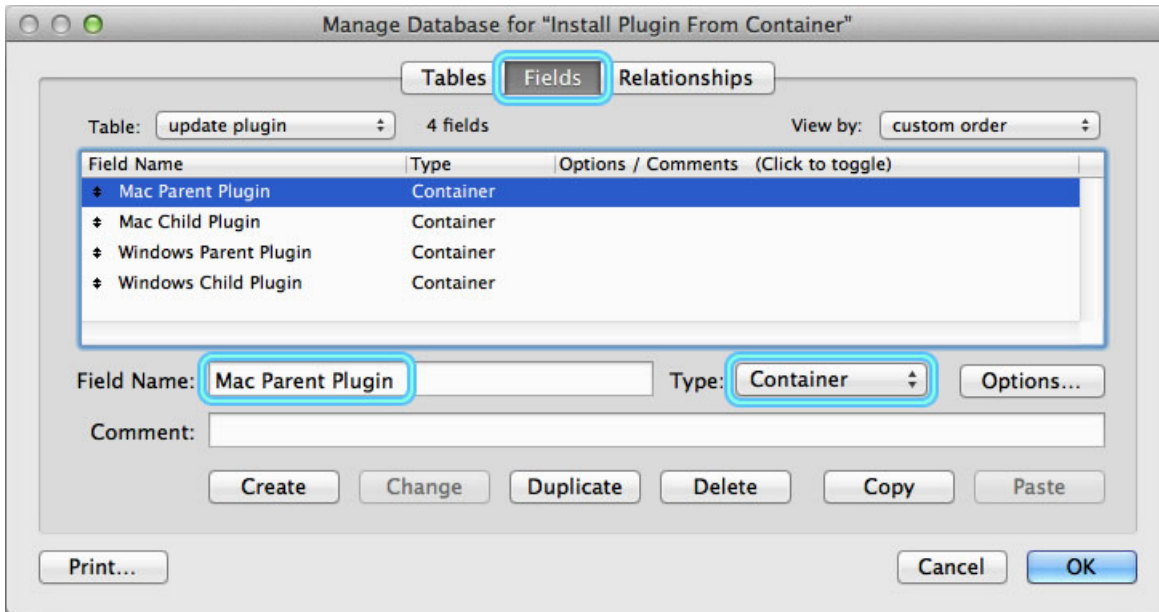 Manage Database for “Install Plugin From Container”
Tables Fields Relationships
Table: update plugin 4 fields View by: custom order
Field Name Type Options / Comments (Click to toggle)
Mac Parent Plugin Container
Mac Child Plugin Container
Windows Parent Plugin Container
Windows Child Plugin Container
Field Name: Mac Parent Plugin Type: Container Options...
Comment:
Create Change Duplicate Delete Copy Paste
Print... Cancel OK